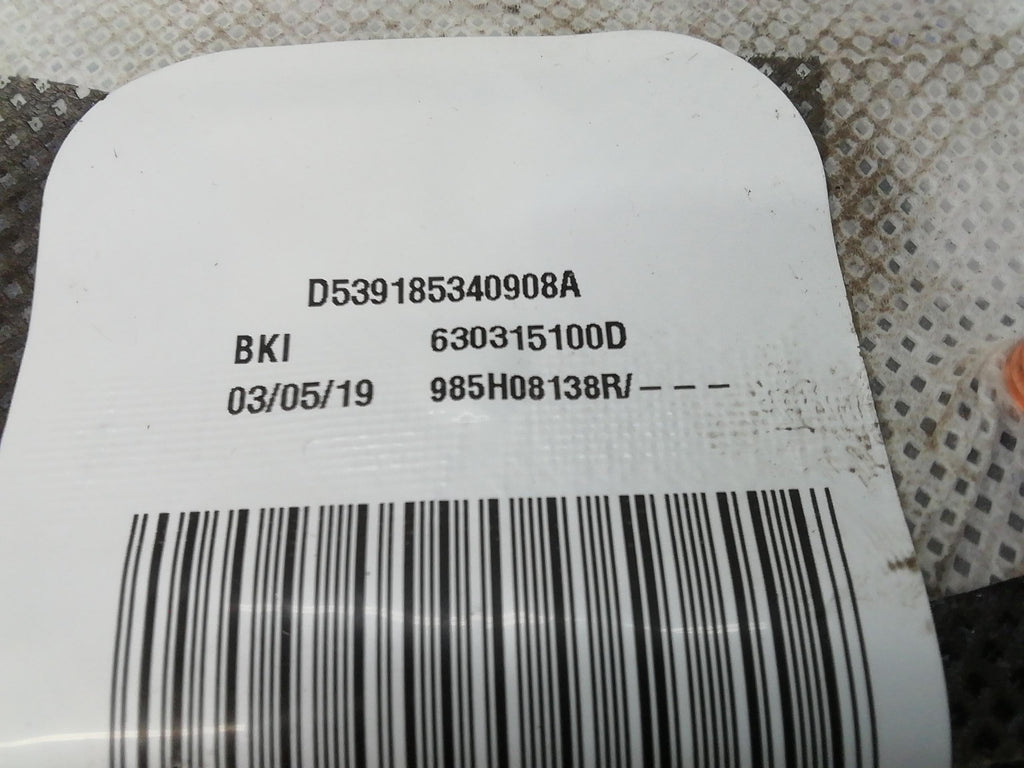 D539185340908A
BKI 630315100D
03/05/19 985H08138R/– – –